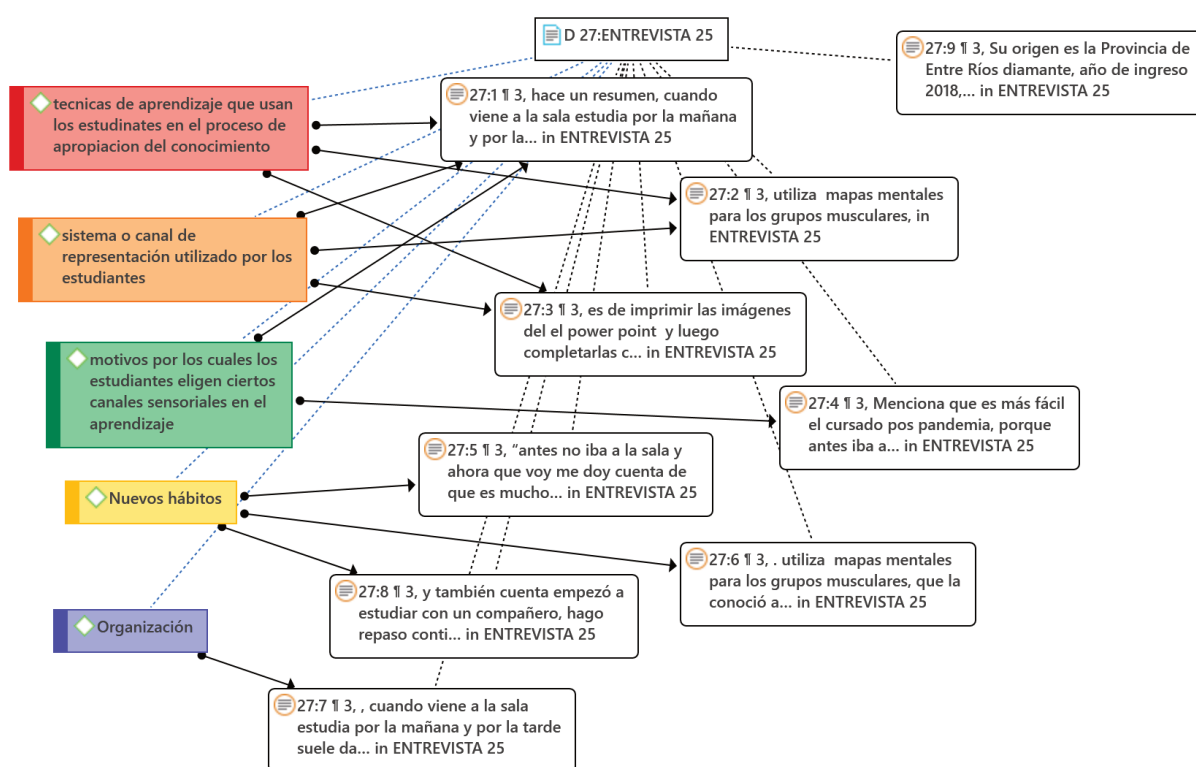 D 27:ENTREVISTA 25
27:9 ¶ 3, Su origen es la Provincia de
Entre Ríos diamante, año de ingreso
2018,... in ENTREVISTA 25
tecnicas de aprendizaje que usan
los estudinates en el proceso de
apropiacion del conocimiento
27:1 ¶ 3, hace un resumen, cuando
viene a la sala estudia por la mañana
y por la... in ENTREVISTA 25
27:2 ¶ 3, utiliza mapas mentales
para los grupos musculares, in
ENTREVISTA 25
sistema o canal de
representación utilizado por los
estudiantes
27:3 ¶ 3, es de imprimir las imágenes
del el power point y luego
completarlas c... in ENTREVISTA 25
motivos por los cuales los
estudiantes eligen ciertos
canales sensoriales en el
aprendizaje
27:4 ¶ 3, Menciona que es más fácil
el cursado pos pandemia, porque
antes iba a... in ENTREVISTA 25
27:5 ¶ 3, “antes no iba a la sala y
ahora que voy me doy cuenta de
que es mucho... in ENTREVISTA 25
Nuevos hábitos
27:6 ¶ 3, . utiliza mapas mentales
para los grupos musculares, que la
conoció a... in ENTREVISTA 25
27:8 ¶ 3, y también cuenta empezó a
estudiar con un compañero, hago
repaso conti... in ENTREVISTA 25
Organización
27:7 ¶ 3, , cuando viene a la sala
estudia por la mañana y por la tarde
suele da... in ENTREVISTA 25